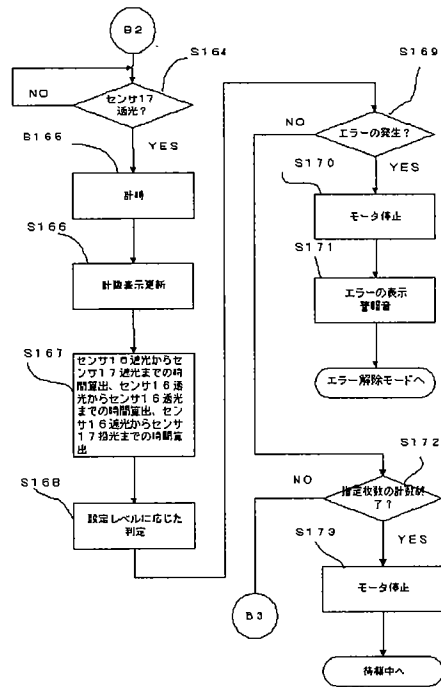 B2
S164
センサ17
遮光?
NO
YES
S166
計時
S166
計数表示更新
S167
センサ16遮光からセ
ンサ17遮光までの時
間算出、センサ16遮
光からセンサ16透光
までの時間算出、セン
サ16遮光からセンサ
17投光までの時間算
出
S168
設定レベルに応じた
判定
S169
エラーの発生?
NO
YES
S170
モータ停止
S171
エラーの表示
警報音
エラー解除モードへ
S172
指定枚数の計数終
了?
NO
YES
S173
モータ停止
B3
待機中へ